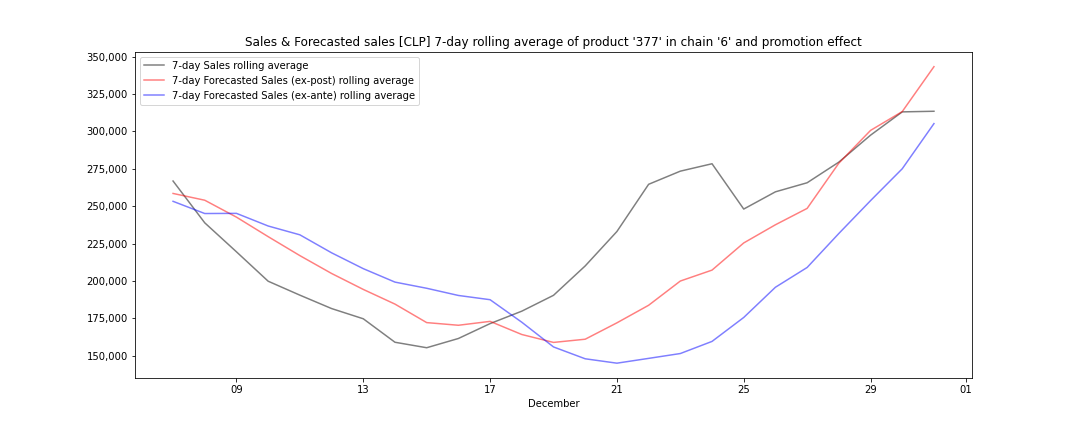 Sales & Forecasted sales [CLP] 7-day rolling average of product '377' in chain '6' and promotion effect
350,000
325,000
300,000
275,000
250,000
225,000
200,000
175,000
150,000
7-day Sales rolling average
7-day Forecasted Sales (ex-post) rolling average
7-day Forecasted Sales (ex-ante) rolling average
09 13 17 21 25 29 01
December